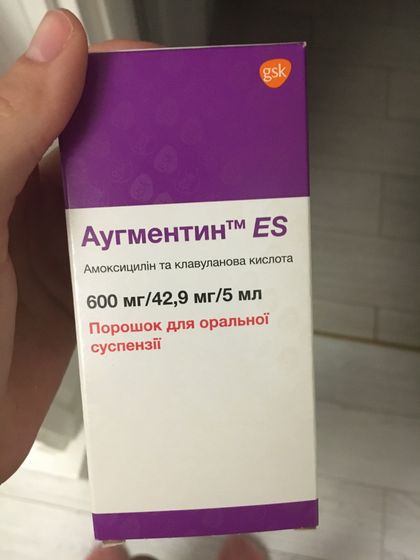 gsk
Аугментин™ ES
Амоксицилін та клавуланова кислота
600 мг/42,9 мг/5 мл
Порошок для оральної
суспензії